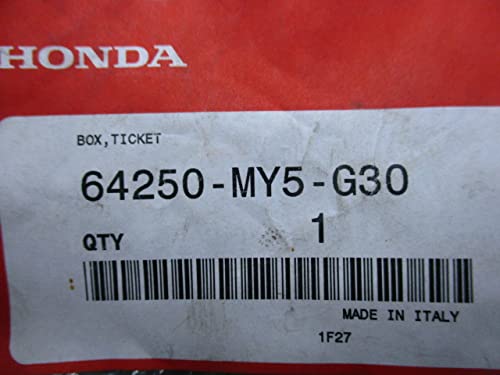 HONDA
BOX,TICKET
64250-MY5-G30
QTY 1
MADE IN ITALY
1F27